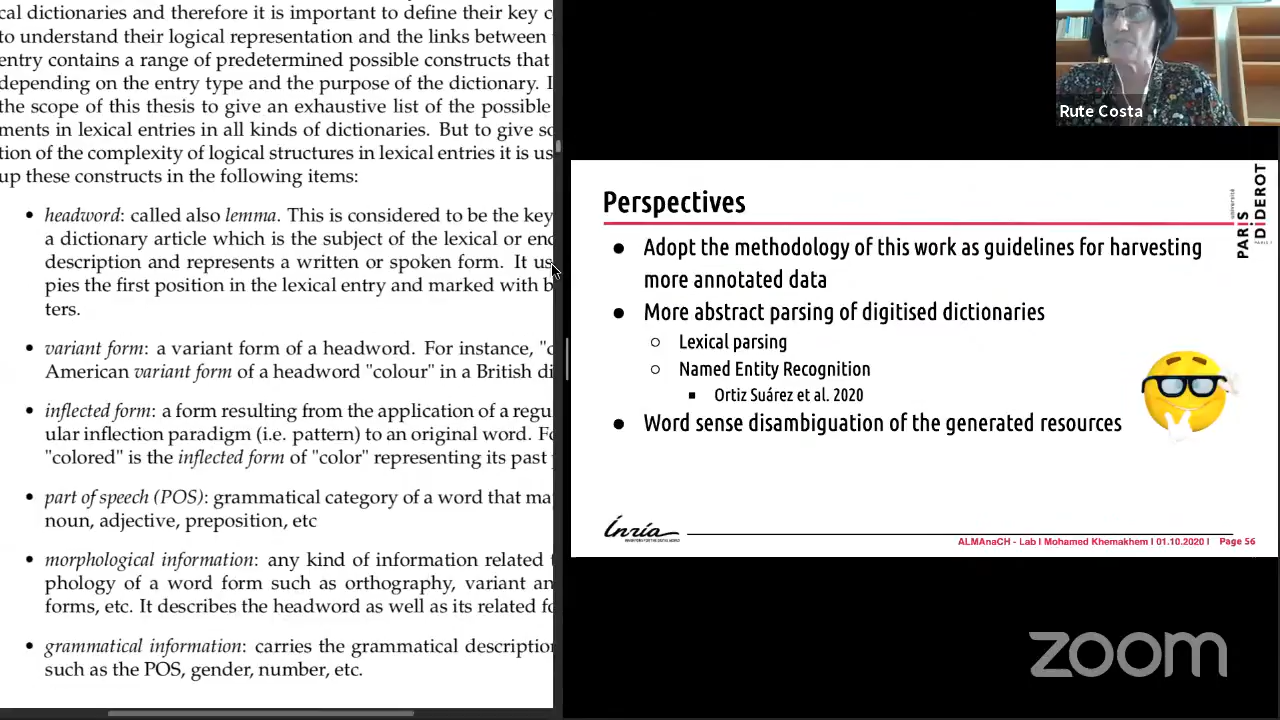 cal dictionaries and therefore it is important to define their key c
to understand their logical representation and the links between
entry contains a range of predetermined possible constructs that
depending on the entry type and the purpose of the dictionary. I
the scope of this thesis to give an exhaustive list of the possible
ments in lexical entries in all kinds of dictionaries. But to give so
tion of the complexity of logical structures in lexical entries it is us
up these constructs in the following items:
• headword: called also lemma. This is considered to be the key
a dictionary article which is the subject of the lexical or enc
description and represents a written or spoken form. It us
pies the first position in the lexical entry and marked with b
ters.
• variant form: a variant form of a headword. For instance, "c
American variant form of a headword "colour" in a British di
• inflected form: a form resulting from the application of a regu
ular inflection paradigm (i.e. pattern) to an original word. Fo
"colored" is the inflected form of "color" representing its past
• part of speech (POS): grammatical category of a word that ma
noun, adjective, preposition, etc
• morphological information: any kind of information related t
phology of a word form such as orthography, variant an
forms, etc. It describes the headword as well as its related fo
• grammatical information: carries the grammatical description
such as the POS, gender, number, etc.
Rute Costa
Perspectives
université
PARIS
DIDEROT
● Adopt the methodology of this work as guidelines for harvesting
more annotated data
● More abstract parsing of digitised dictionaries
○ Lexical parsing
○ Named Entity Recognition
■ Ortiz Suárez et al. 2020
● Word sense disambiguation of the generated resources
Inria
ALMAnaCH - Lab I Mohamed Khemakhem I 01.10.2020 I Page 56
zoom